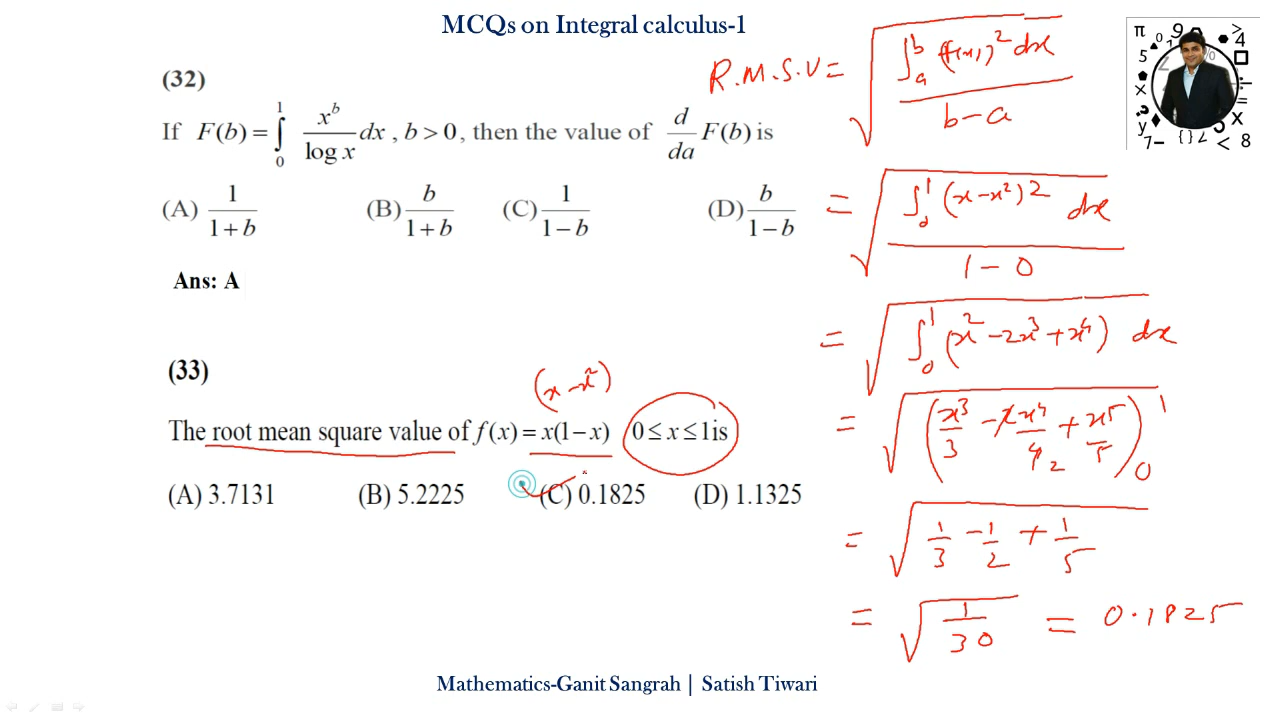 MCQs on Integral calculus-1
(32)
If F(b) = ∫₀¹ x^b / log x dx , b > 0, then the value of d/da F(b) is
(A) 1/(1+b) (B) b/(1+b) (C) 1/(1−b) (D) b/(1−b)
Ans: A
(33)
(x − x²)
The root mean square value of f(x) = x(1−x) 0 ≤ x ≤ 1 is
(A) 3.7131 (B) 5.2225 (C) 0.1825 (D) 1.1325
R.M.S.V = √(∫ₐᵇ (f(x))² dx / (b − a))
= √(∫₀¹ (x − x²)2 dx / (1 − 0))
= √(∫₀¹ (x² − 2x³ + x⁴) dx
= √(x³/3 − 2x⁴/4 2 + x⁵/5)₀¹
= √(1/3 − 1/2 + 1/5)
= √(1/30) = 0.1825
Mathematics-Ganit Sangrah | Satish Tiwari